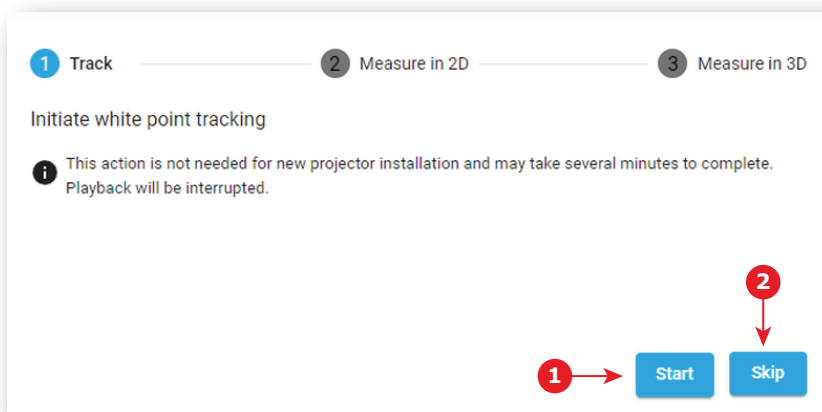 1 Track 2 Measure in 2D 3 Measure in 3D
Initiate white point tracking
i This action is not needed for new projector installation and may take several minutes to complete.
Playback will be interrupted.
2
1 Start Skip